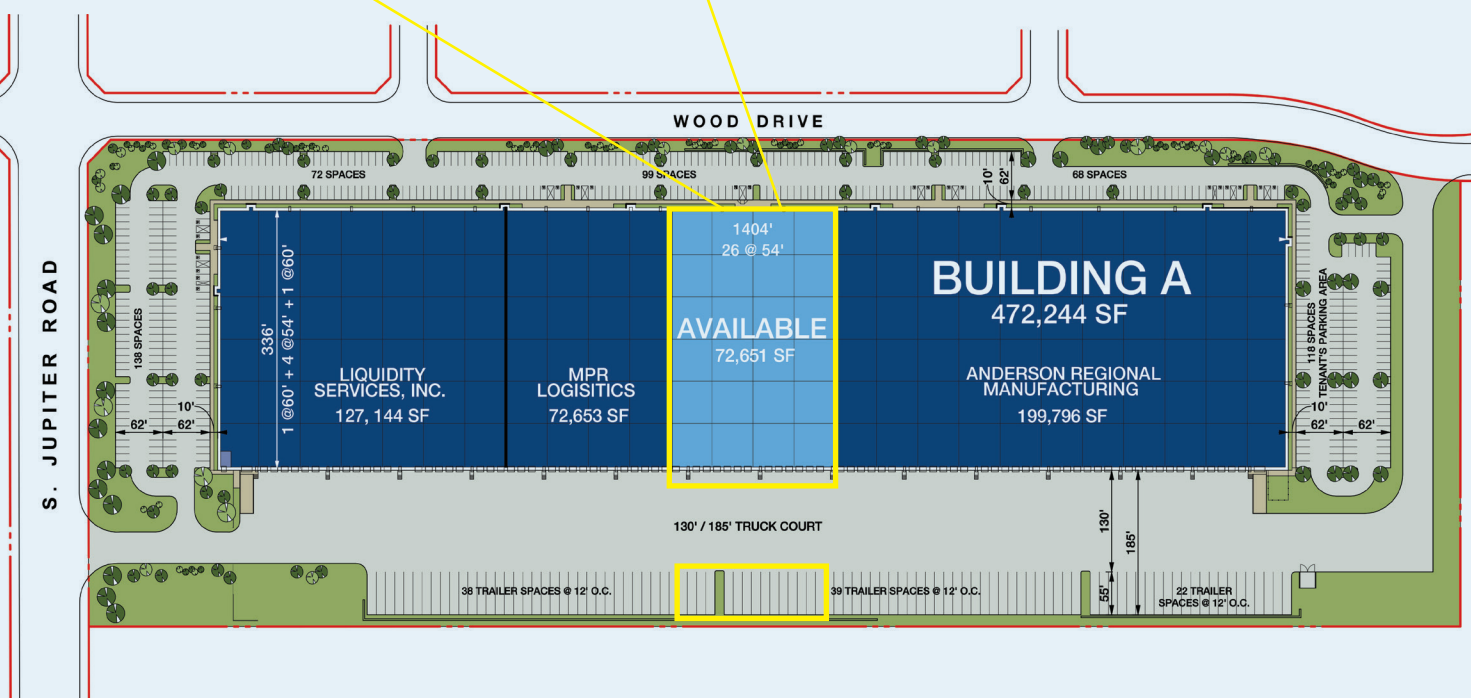 WOOD DRIVE
72 SPACES
99 SPACES
68 SPACES
10'
62'
S. JUPITER ROAD
138 SPACES
10'
62'
62'
336'
1 @60' + 4 @54' + 1 @60'
LIQUIDITY
SERVICES, INC.
127, 144 SF
MPR
LOGISITICS
72,653 SF
1404'
26 @ 54'
AVAILABLE
72,651 SF
BUILDING A
472,244 SF
ANDERSON REGIONAL
MANUFACTURING
199,796 SF
118 SPACES
TENANT'S PARKING AREA
10'
62'
62'
130' / 185' TRUCK COURT
130'
185'
55'
38 TRAILER SPACES @ 12' O.C.
39 TRAILER SPACES @ 12' O.C.
22 TRAILER
SPACES @ 12' O.C.